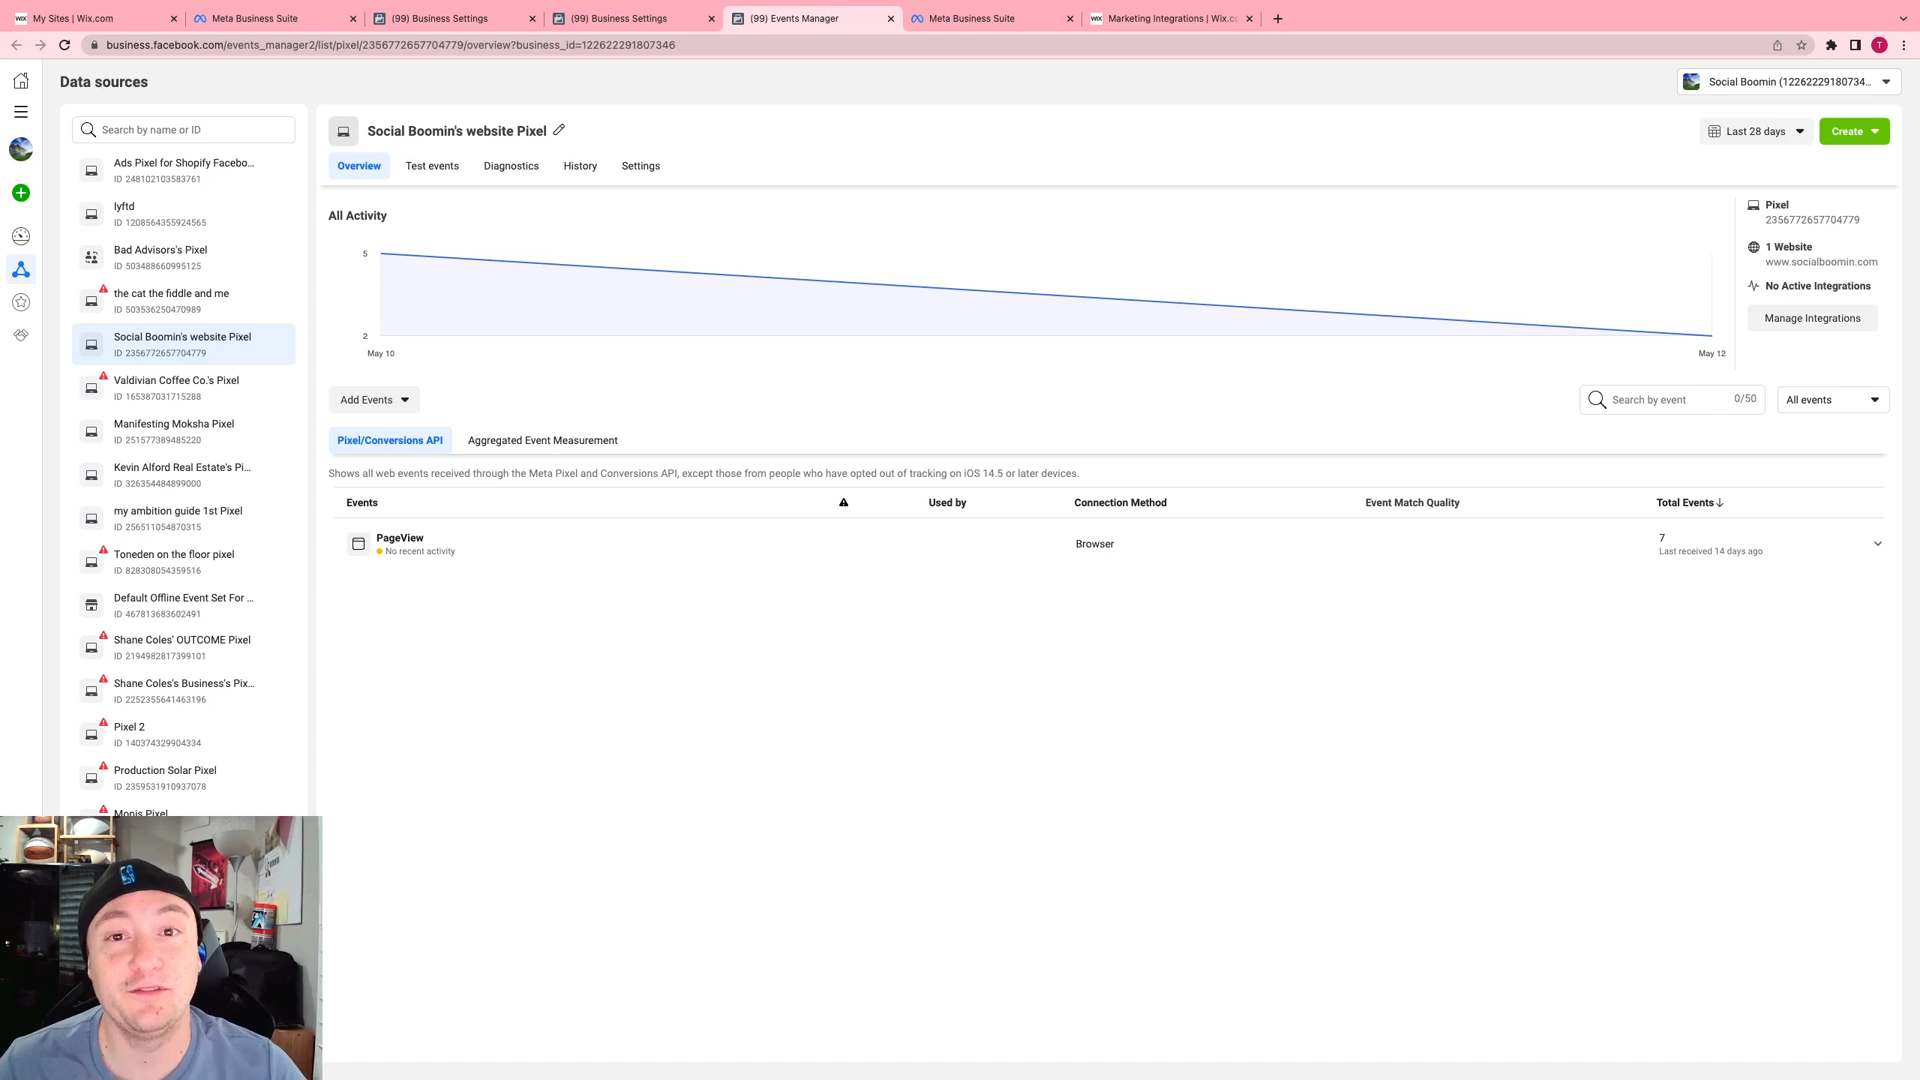 My Sites | Wix.com
Meta Business Suite
(99) Business Settings
(99) Business Settings
(99) Events Manager
Meta Business Suite
WIX Marketing Integrations | Wix.co
business.facebook.com/events_manager2/list/pixel/2356772657704779/overview?business_id=122622291807346
T
Data sources
Social Boomin (12262229180734...
Search by name or ID
Ads Pixel for Shopify Facebo...
ID 248102103583761
lyftd
ID 1208564355924565
Bad Advisors's Pixel
ID 503488660995125
the cat the fiddle and me
ID 503536250470989
Social Boomin's website Pixel
ID 2356772657704779
Valdivian Coffee Co.'s Pixel
ID 165387031715288
Manifesting Moksha Pixel
ID 251577389485220
Kevin Alford Real Estate's Pi...
ID 326354484899000
my ambition guide 1st Pixel
ID 256511054870315
Toneden on the floor pixel
ID 828308054359516
Default Offline Event Set For ...
ID 467813683602491
Shane Coles' OUTCOME Pixel
ID 2194982817399101
Shane Coles's Business's Pix...
ID 2252355641463196
Pixel 2
ID 140374329904334
Production Solar Pixel
ID 2359531910937078
Monis Pixel
Social Boomin's website Pixel
Last 28 days
Create
Overview
Test events
Diagnostics
History
Settings
All Activity
5
2
May 10
May 12
Pixel
2356772657704779
1 Website
www.socialboomin.com
No Active Integrations
Manage Integrations
Add Events
Search by event
0/50
All events
Pixel/Conversions API
Aggregated Event Measurement
Shows all web events received through the Meta Pixel and Conversions API, except those from people who have opted out of tracking on iOS 14.5 or later devices.
Events
Used by
Connection Method
Event Match Quality
Total Events
PageView
No recent activity
Browser
7
Last received 14 days ago